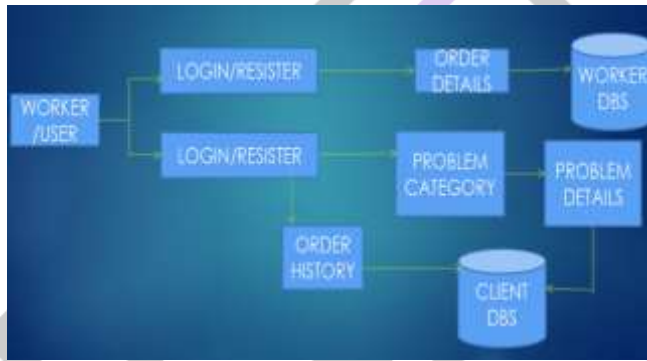 LOGIN/RESISTER
ORDER
DETAILS
WORKER
DBS
WORKER
/USER
LOGIN/RESISTER
PROBLEM
CATEGORY
PROBLEM
DETAILS
ORDER
HISTORY
CLIENT
DBS